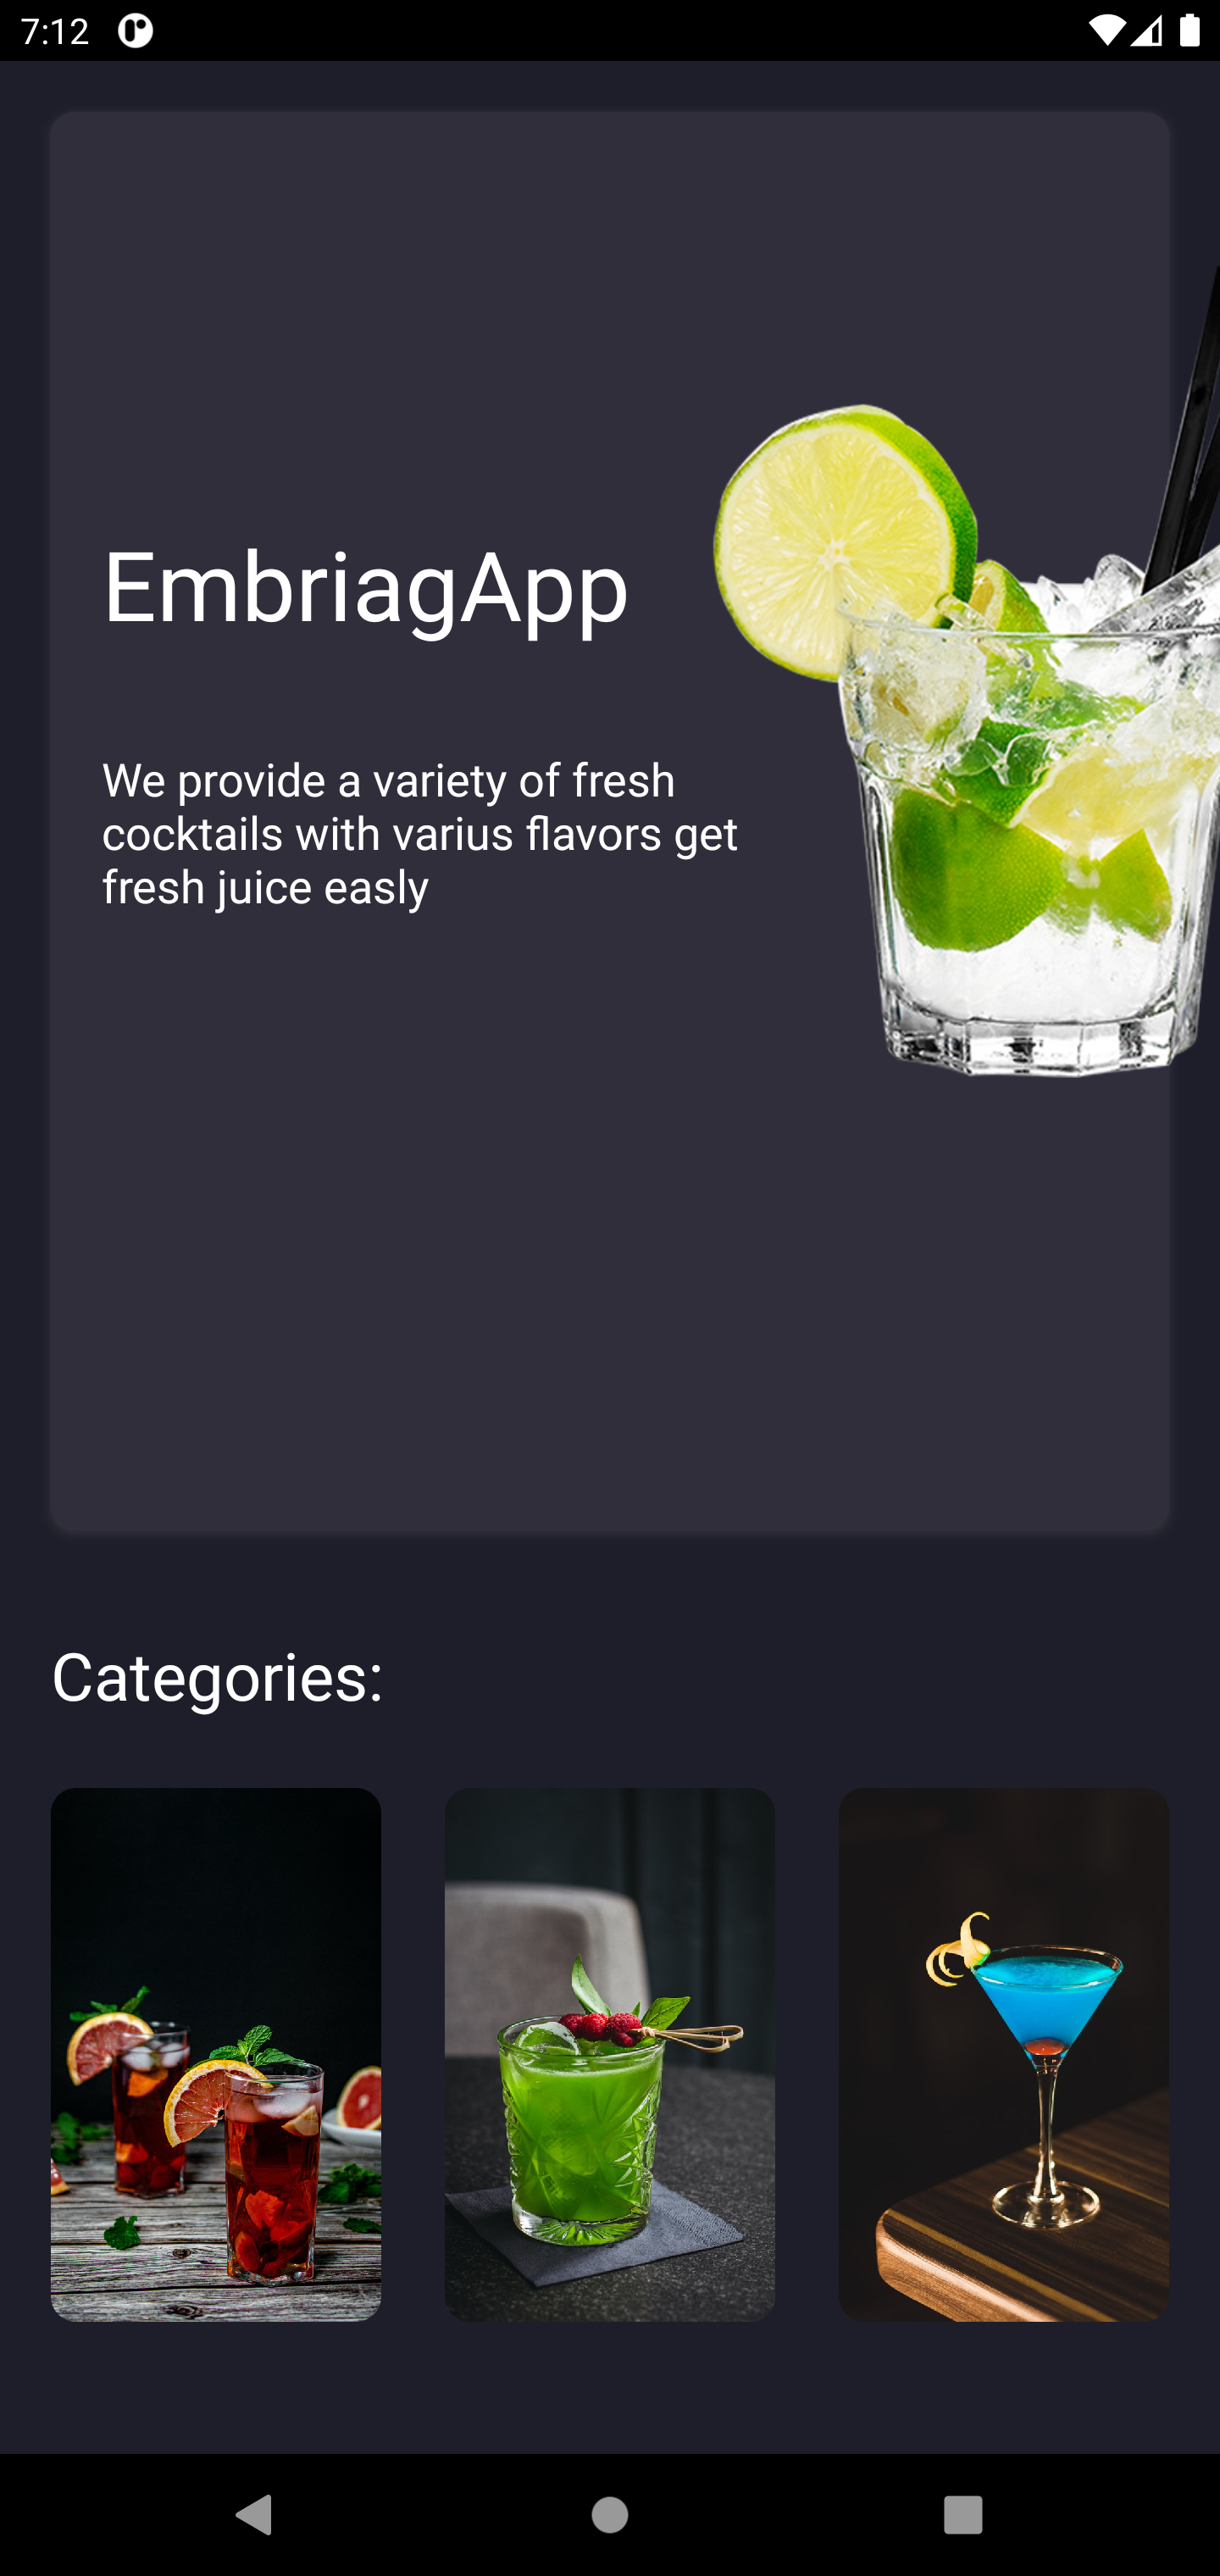 7:12
EmbriagApp
We provide a variety of fresh
cocktails with varius flavors get
fresh juice easly
Categories: